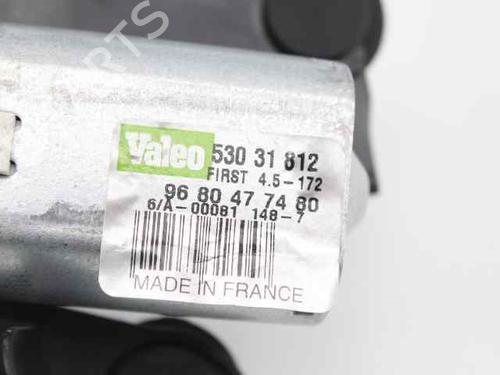 PARTS
Valeo 530 31 812
FIRST 4.5-172
96 80 47 74 80
6/A-00081 148-7
MADE IN FRANCE